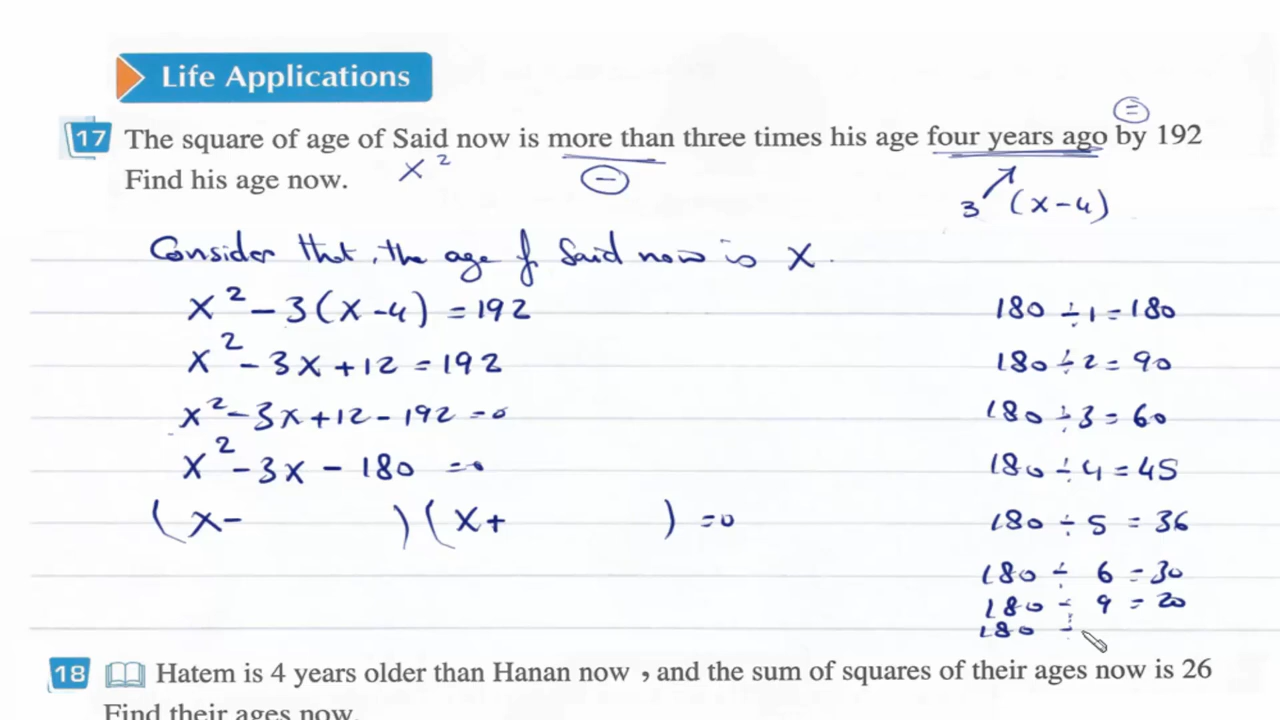 Life Applications
17 The square of age of Said now is more than three times his age four years ago by 192
=
Find his age now.
x²
−
3 (x-4)
Consider that, the age of Said now is X.
x² - 3(x-4) = 192
x² - 3x + 12 = 192
x² - 3x + 12 - 192 = 0
x² - 3x - 180 = 0
(x- )(x+ ) = 0
180 ÷ 1 = 180
180 ÷ 2 = 90
180 ÷ 3 = 60
180 ÷ 4 = 45
180 ÷ 5 = 36
180 ÷ 6 = 30
180 ÷ 9 = 20
180 ÷
18 Hatem is 4 years older than Hanan now , and the sum of squares of their ages now is 26
Find their ages now.